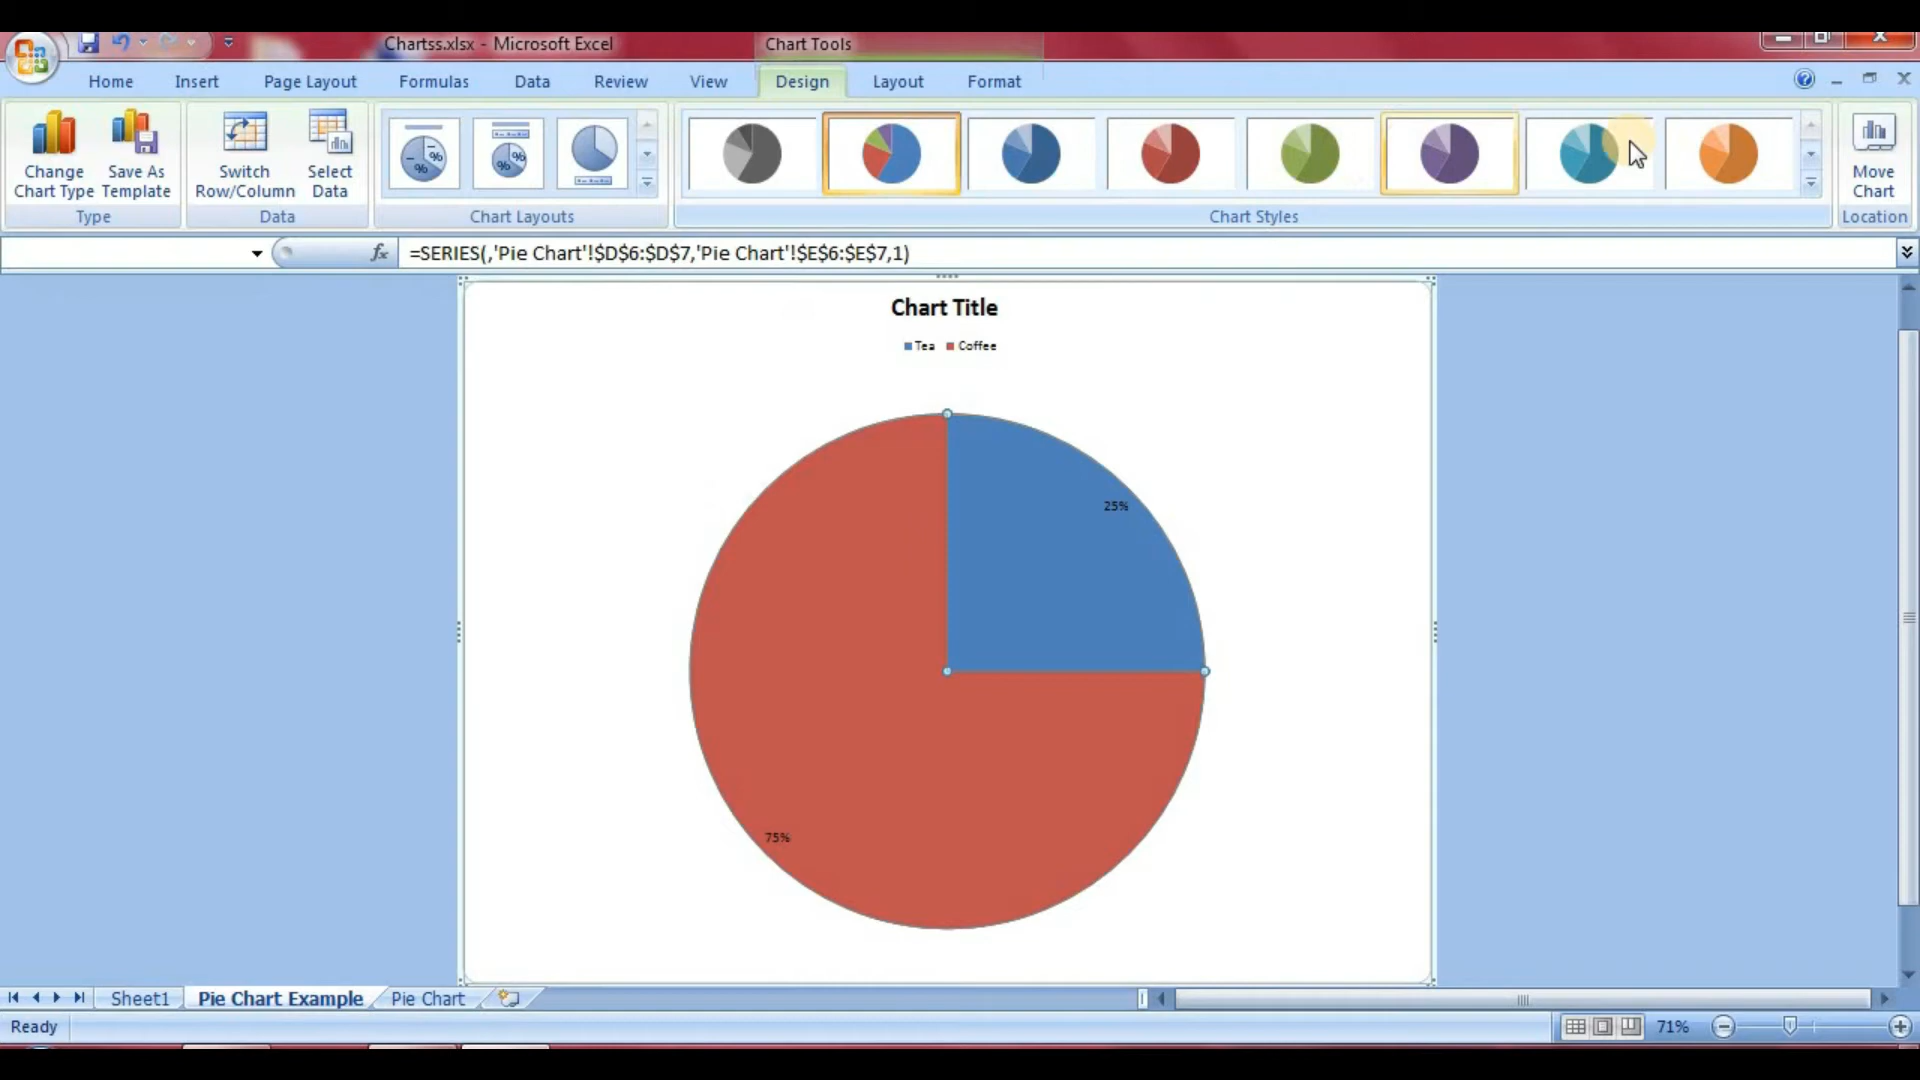 Chartss.xlsx - Microsoft Excel
Chart Tools
Home
Insert
Page Layout
Formulas
Data
Review
View
Design
Layout
Format
Change
Chart Type
Save As
Template
Switch
Row/Column
Select
Data
Move
Chart
Type
Data
Chart Layouts
Chart Styles
Location
fx
=SERIES(,'Pie Chart'!$D$6:$D$7,'Pie Chart'!$E$6:$E$7,1)
Chart Title
Tea
Coffee
25%
75%
Sheet1
Pie Chart Example
Pie Chart
Ready
71%